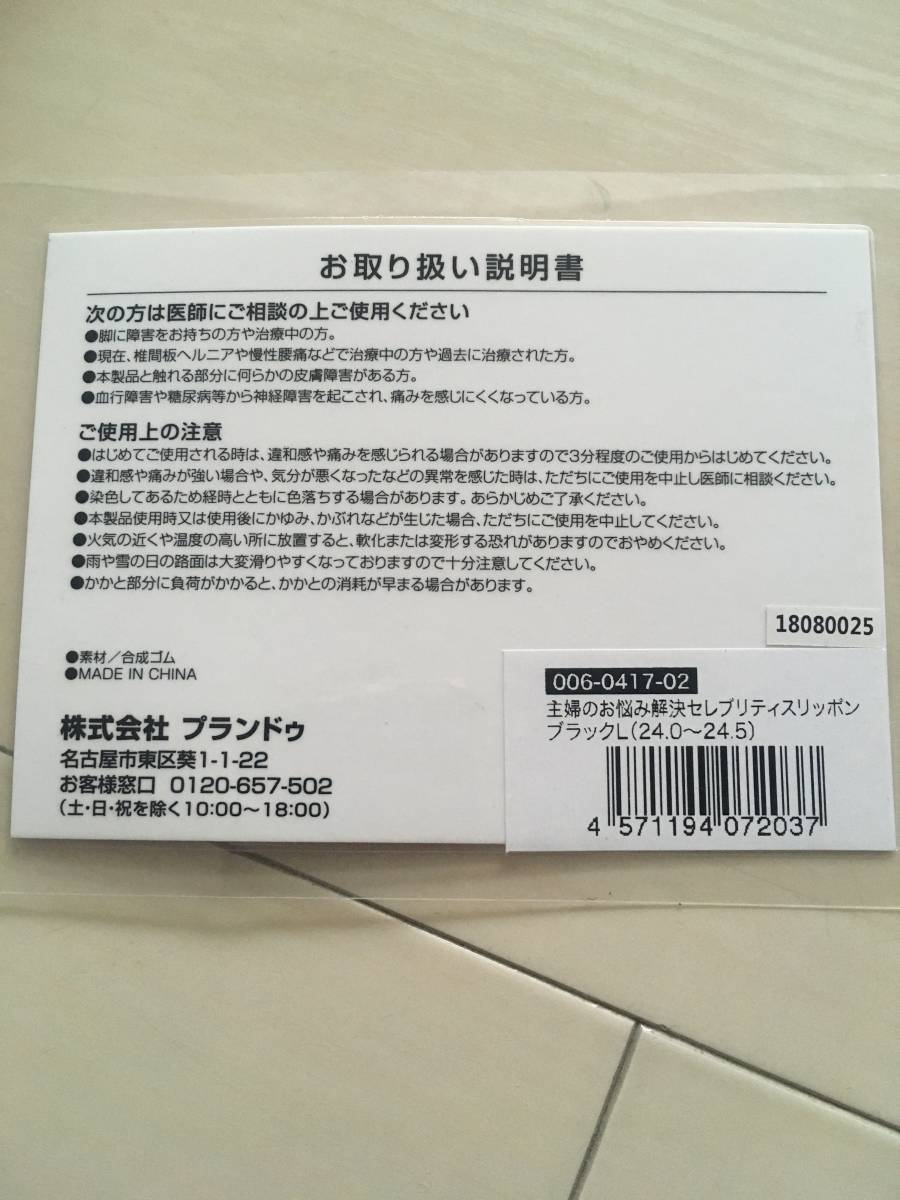 お取り扱い説明書
次の方は医師にご相談の上ご使用ください
●脚に障害をお持ちの方や治療中の方。
●現在、椎間板ヘルニアや慢性腰痛などで治療中の方や過去に治療された方。
●本製品と触れる部分に何らかの皮膚障害がある方。
●血行障害や糖尿病等から神経障害を起こされ、痛みを感じにくくなっている方。
ご使用上の注意
●はじめてご使用される時は、違和感や痛みを感じられる場合がありますので3分程度のご使用からはじめてください。
●違和感や痛みが強い場合や、気分が悪くなったなどの異常を感じた時は、ただちにご使用を中止し医師に相談ください。
●染色してあるため経時とともに色落ちする場合があります。あらかじめご了承ください。
●本製品使用時又は使用後にかゆみ、かぶれなどが生じた場合、ただちにご使用を中止してください。
●火気の近くや温度の高い所に放置すると、軟化または変形する恐れがありますのでおやめください。
●雨や雪の日の路面は大変滑りやすくなっておりますので十分注意してください。
●かかと部分に負荷がかかると、かかとの消耗が早まる場合があります。
●素材/合成ゴム
●MADE IN CHINA
株式会社 プランドゥ
名古屋市東区葵1-1-22
お客様窓口 0120-657-502
(土・日・祝を除く10:00〜18:00)
18080025
006-0417-02
主婦のお悩み解決セレブリティスリッポン
ブラックL(24.0〜24.5)
4 571194 072037